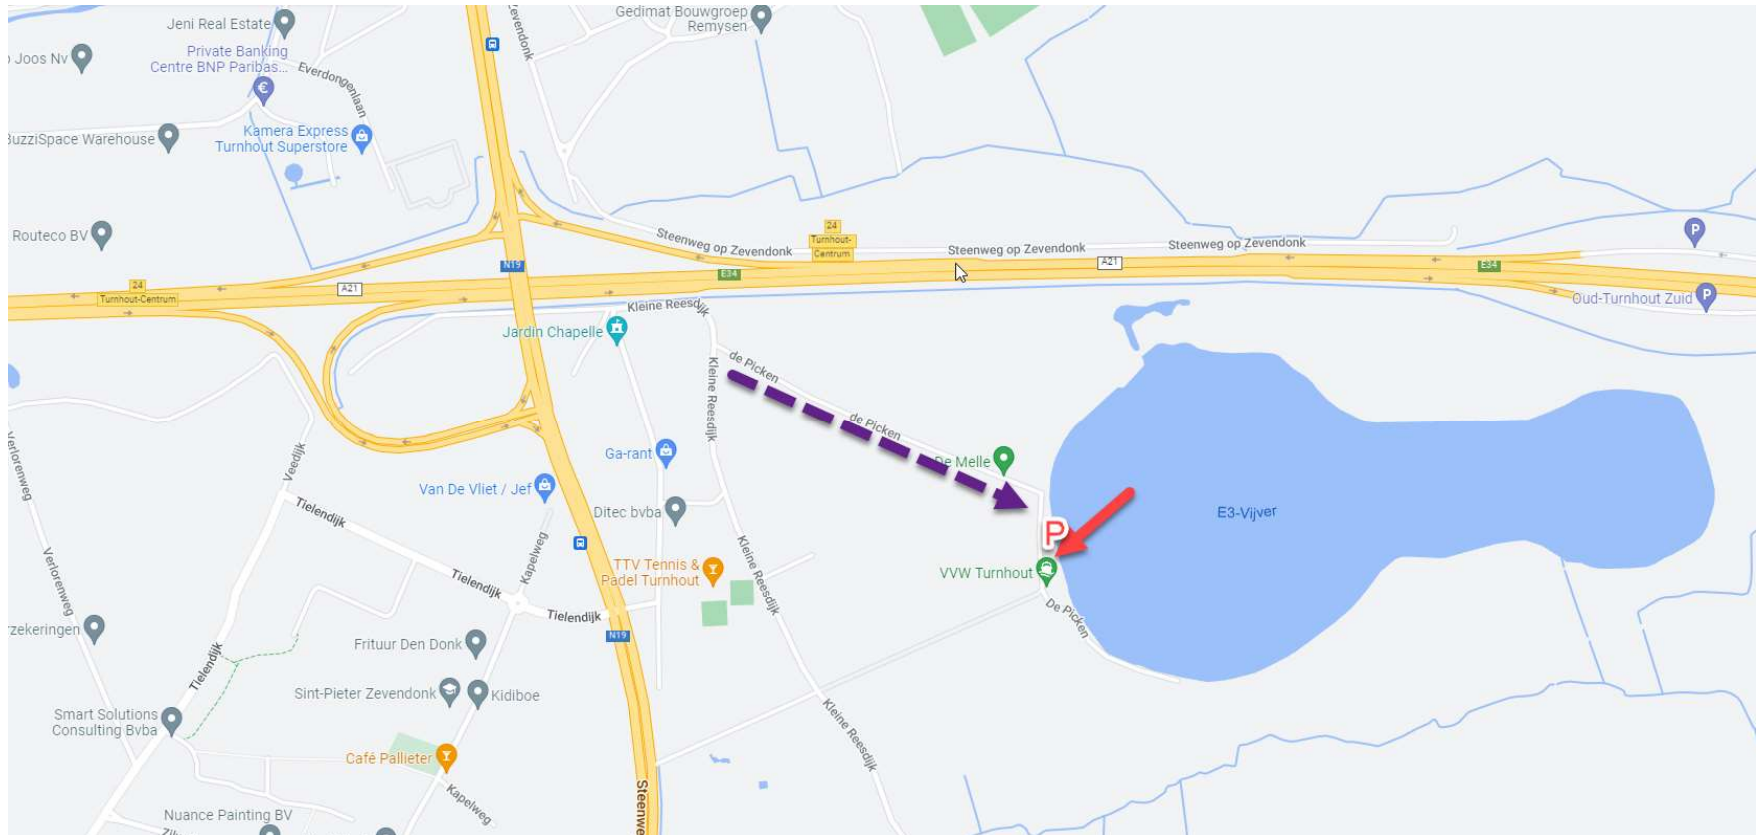 Jeni Real Estate
Gedimat Bouwgroep
Remysen
Private Banking
Centre BNP Paribas...
Joos Nv
Everdongenlaan
Zevendonk
BuzziSpace Warehouse
Kamera Express
Turnhout Superstore
€
Routeco BV
Steenweg op Zevendonk
24
Turnhout-
Centrum
Steenweg op Zevendonk
Steenweg op Zevendonk
P
N19
E34
A21
E34
24
Turnhout-Centrum
A21
Oud-Turnhout Zuid
P
Kleine Reesdijk
Jardin Chapelle
de Picken
Kleine Reesdijk
de Picken
Ga-rant
De Melle
Verlorenweg
Veedijk
Van De Vliet / Jef
Tielendijk
Ditec bvba
E3-Vijver
P
Kapelweg
Kleine Reesdijk
Verlorenweg
TTV Tennis &
Padel Turnhout
VVW Turnhout
Tielendijk
Tielendijk
De Picken
N19
rzekeringen
Frituur Den Donk
Tielendijk
Sint-Pieter Zevendonk
Kidiboe
Smart Solutions
Consulting Bvba
Kleine Reesdijk
Café Pallieter
Kapelweg
Steenwe
Nuance Painting BV